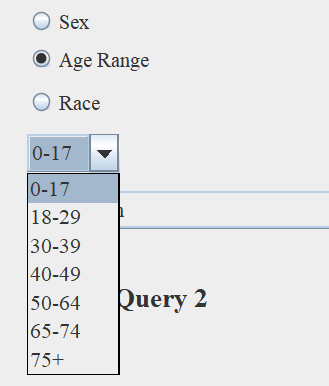 Sex
Age Range
Race
0-17
0-17
18-29
30-39
40-49
50-64
65-74
75+
Query 2